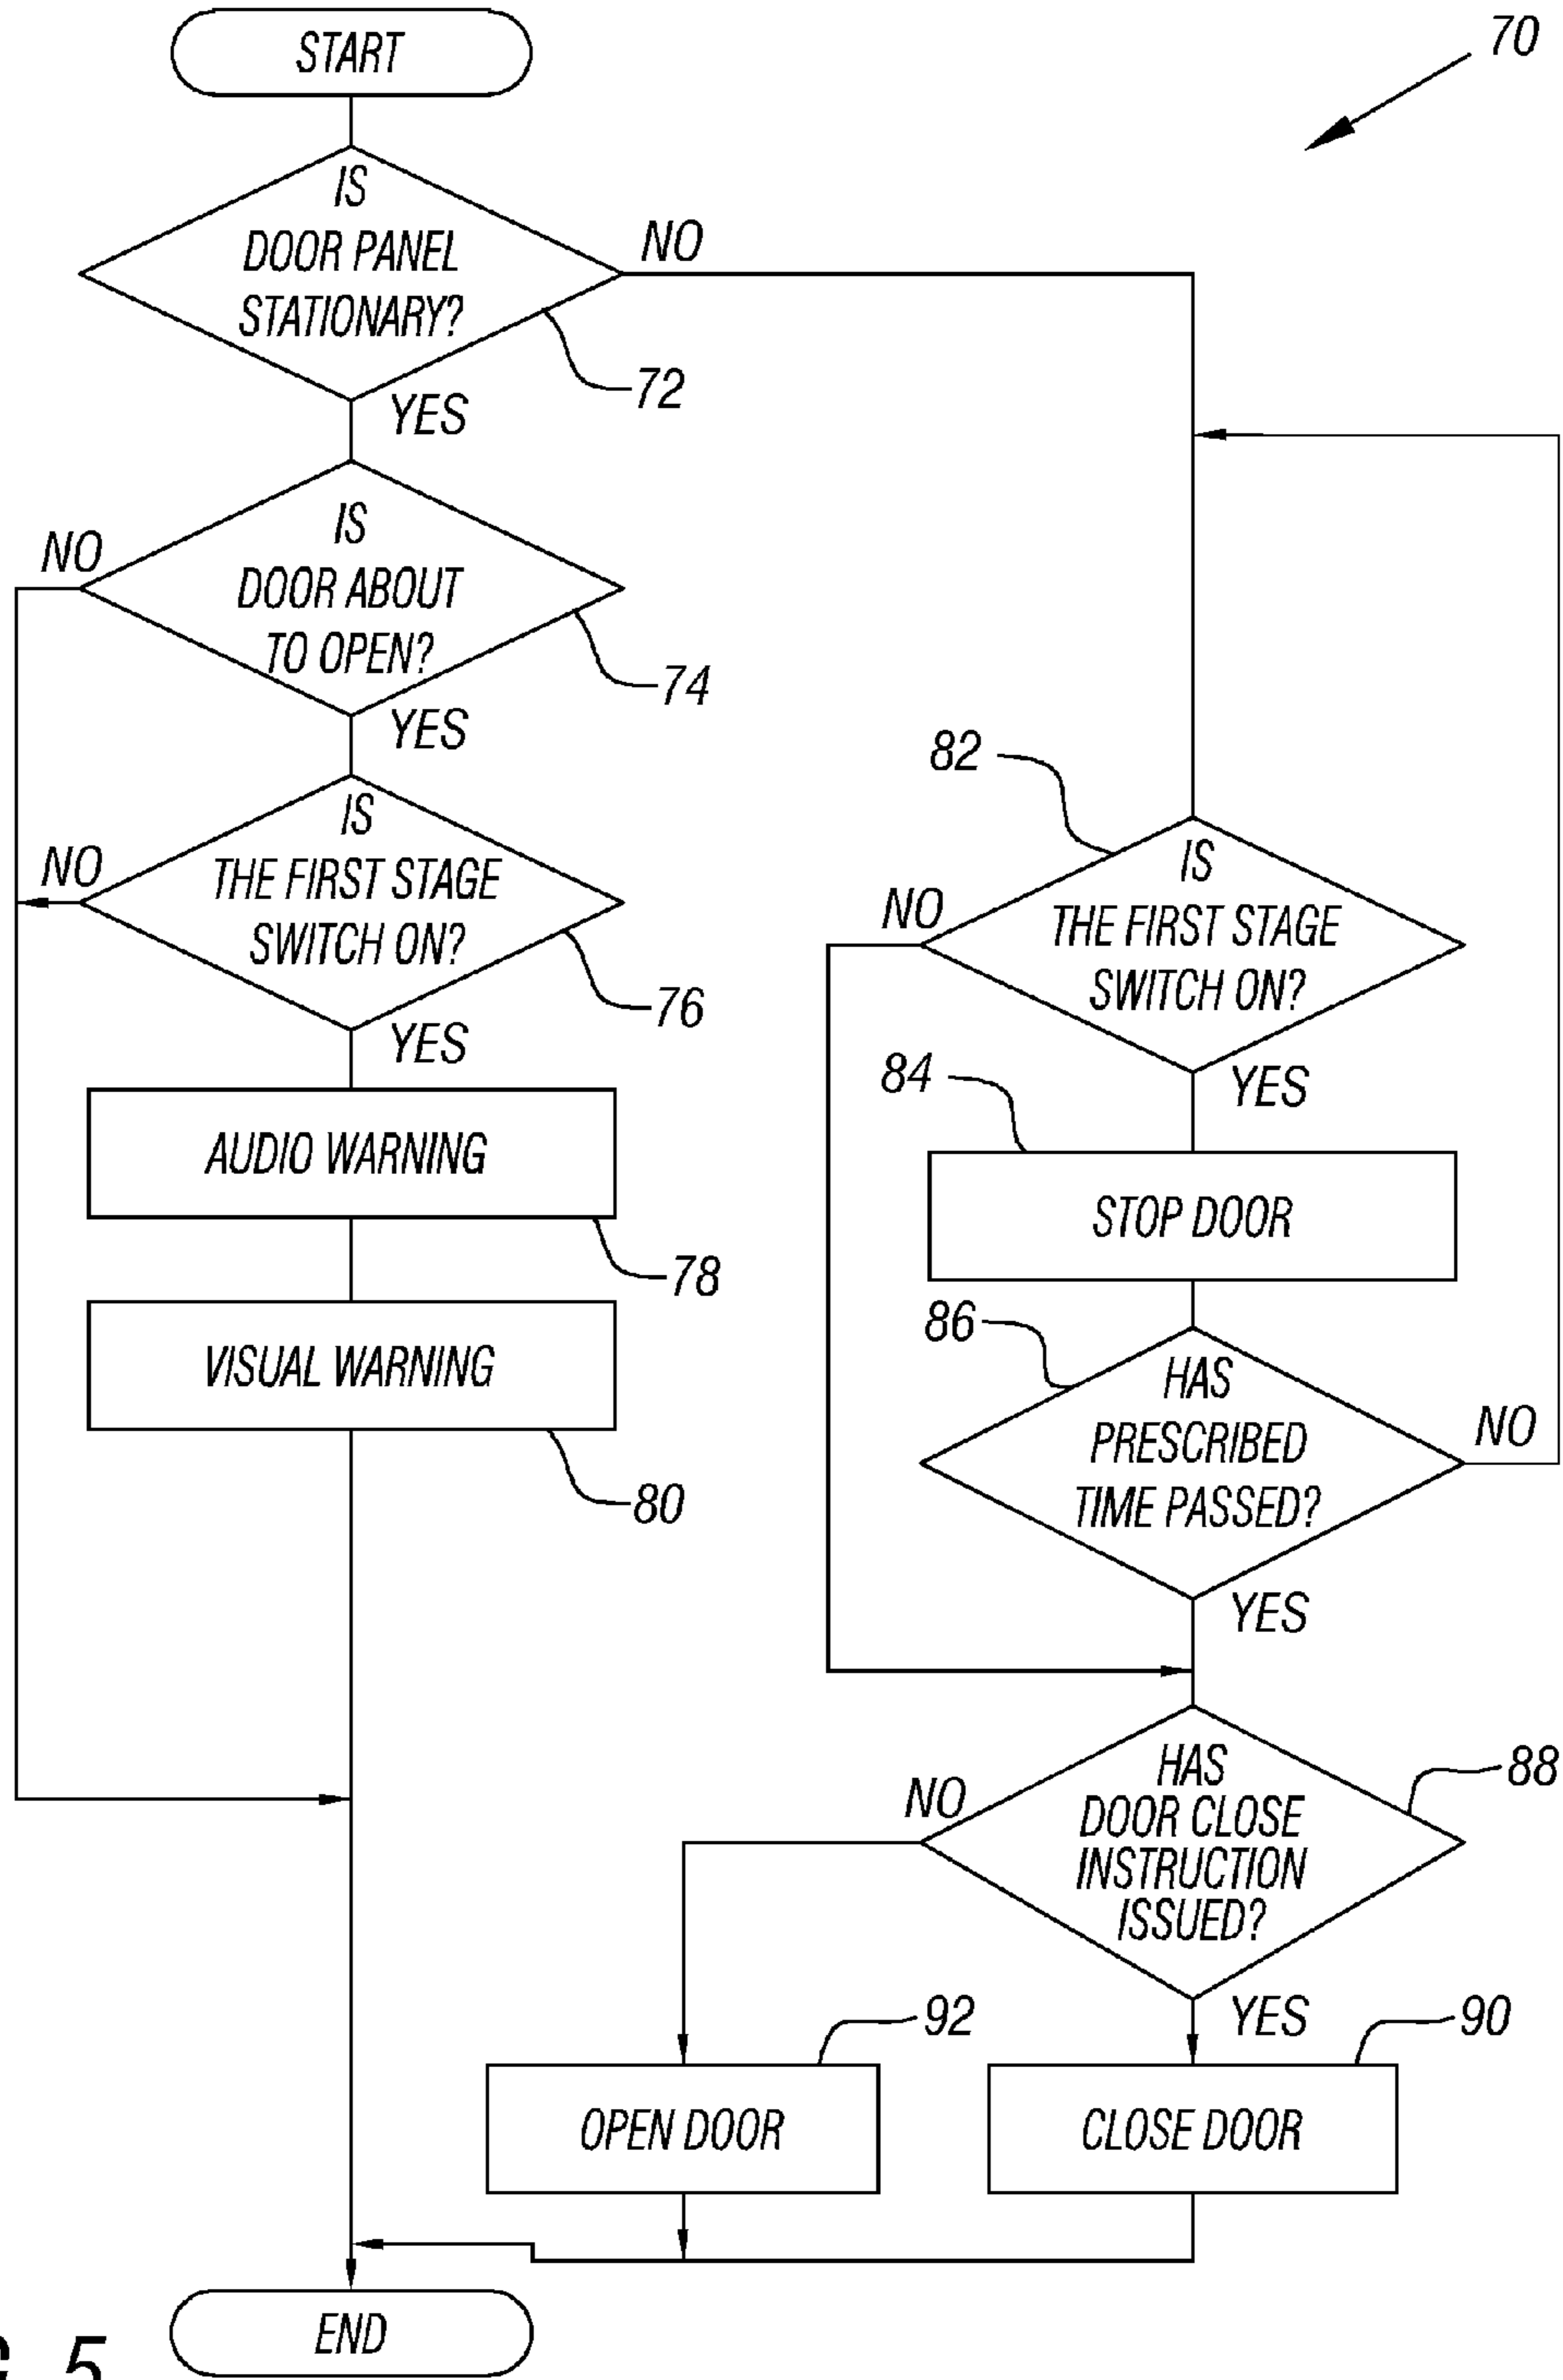 START
70
IS
DOOR PANEL
STATIONARY?
NO
72
YES
IS
DOOR ABOUT
TO OPEN?
NO
74
YES
IS
THE FIRST STAGE
SWITCH ON?
NO
76
YES
AUDIO WARNING
78
VISUAL WARNING
80
82
IS
THE FIRST STAGE
SWITCH ON?
NO
YES
84
STOP DOOR
86
HAS
PRESCRIBED
TIME PASSED?
NO
YES
88
HAS
DOOR CLOSE
INSTRUCTION
ISSUED?
NO
YES
92
OPEN DOOR
90
CLOSE DOOR
END
5